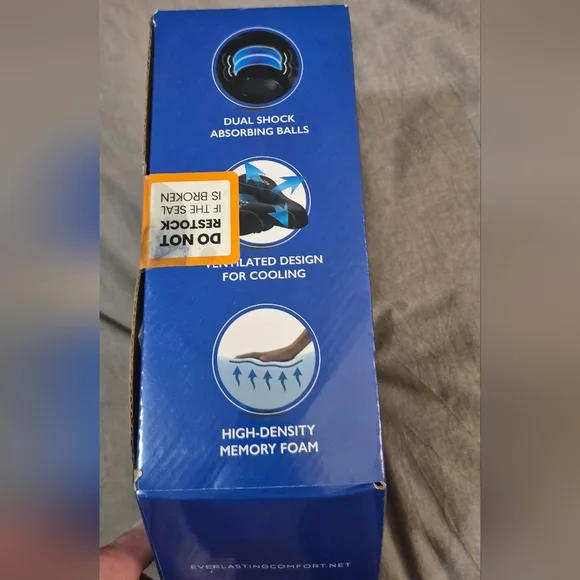 DUAL SHOCK
ABSORBING BALLS
DO NOT
RESTOCK
IF THE SEAL
IS BROKEN
VENTILATED DESIGN
FOR COOLING
HIGH-DENSITY
MEMORY FOAM
EVERLASTINGCOMFORT.NET